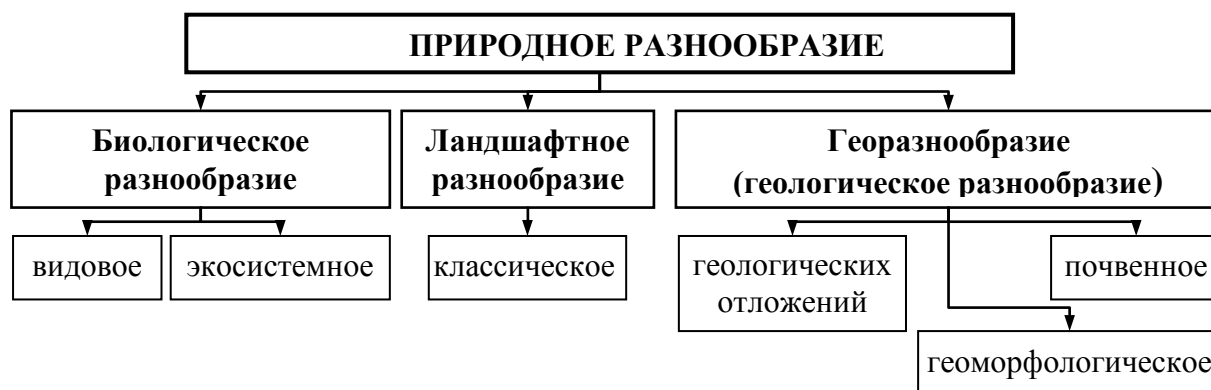 ПРИРОДНОЕ РАЗНООБРАЗИЕ
Биологическое
разнообразие
Ландшафтное
разнообразие
Георазнообразие
(геологическое разнообразие)
видовое
экосистемное
классическое
геологических
отложений
почвенное
геоморфологическое